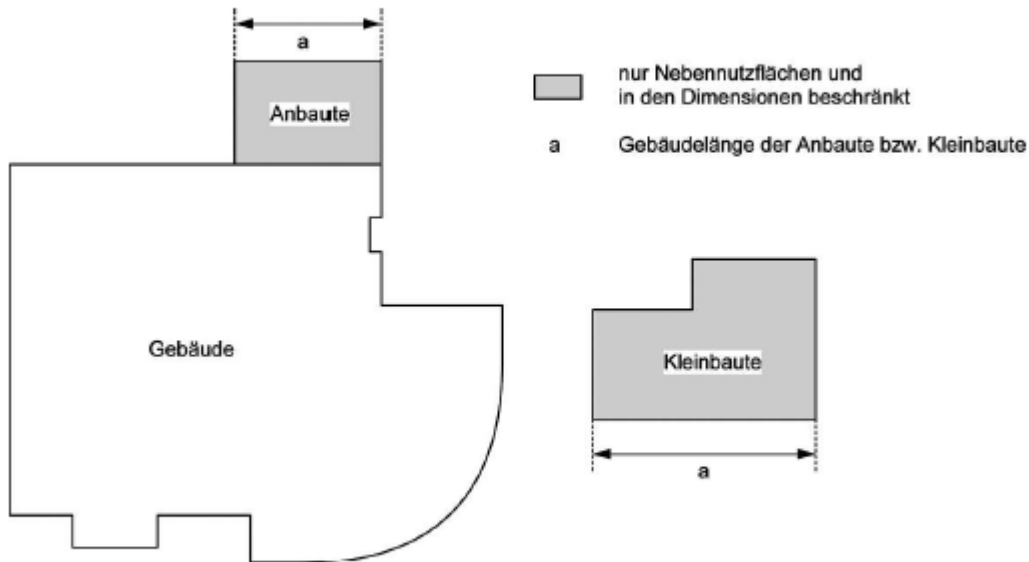 a
Anbaute
nur Nebennutzflächen und
in den Dimensionen beschränkt
a Gebäudelänge der Anbaute bzw. Kleinbaute
Gebäude
Kleinbaute
a